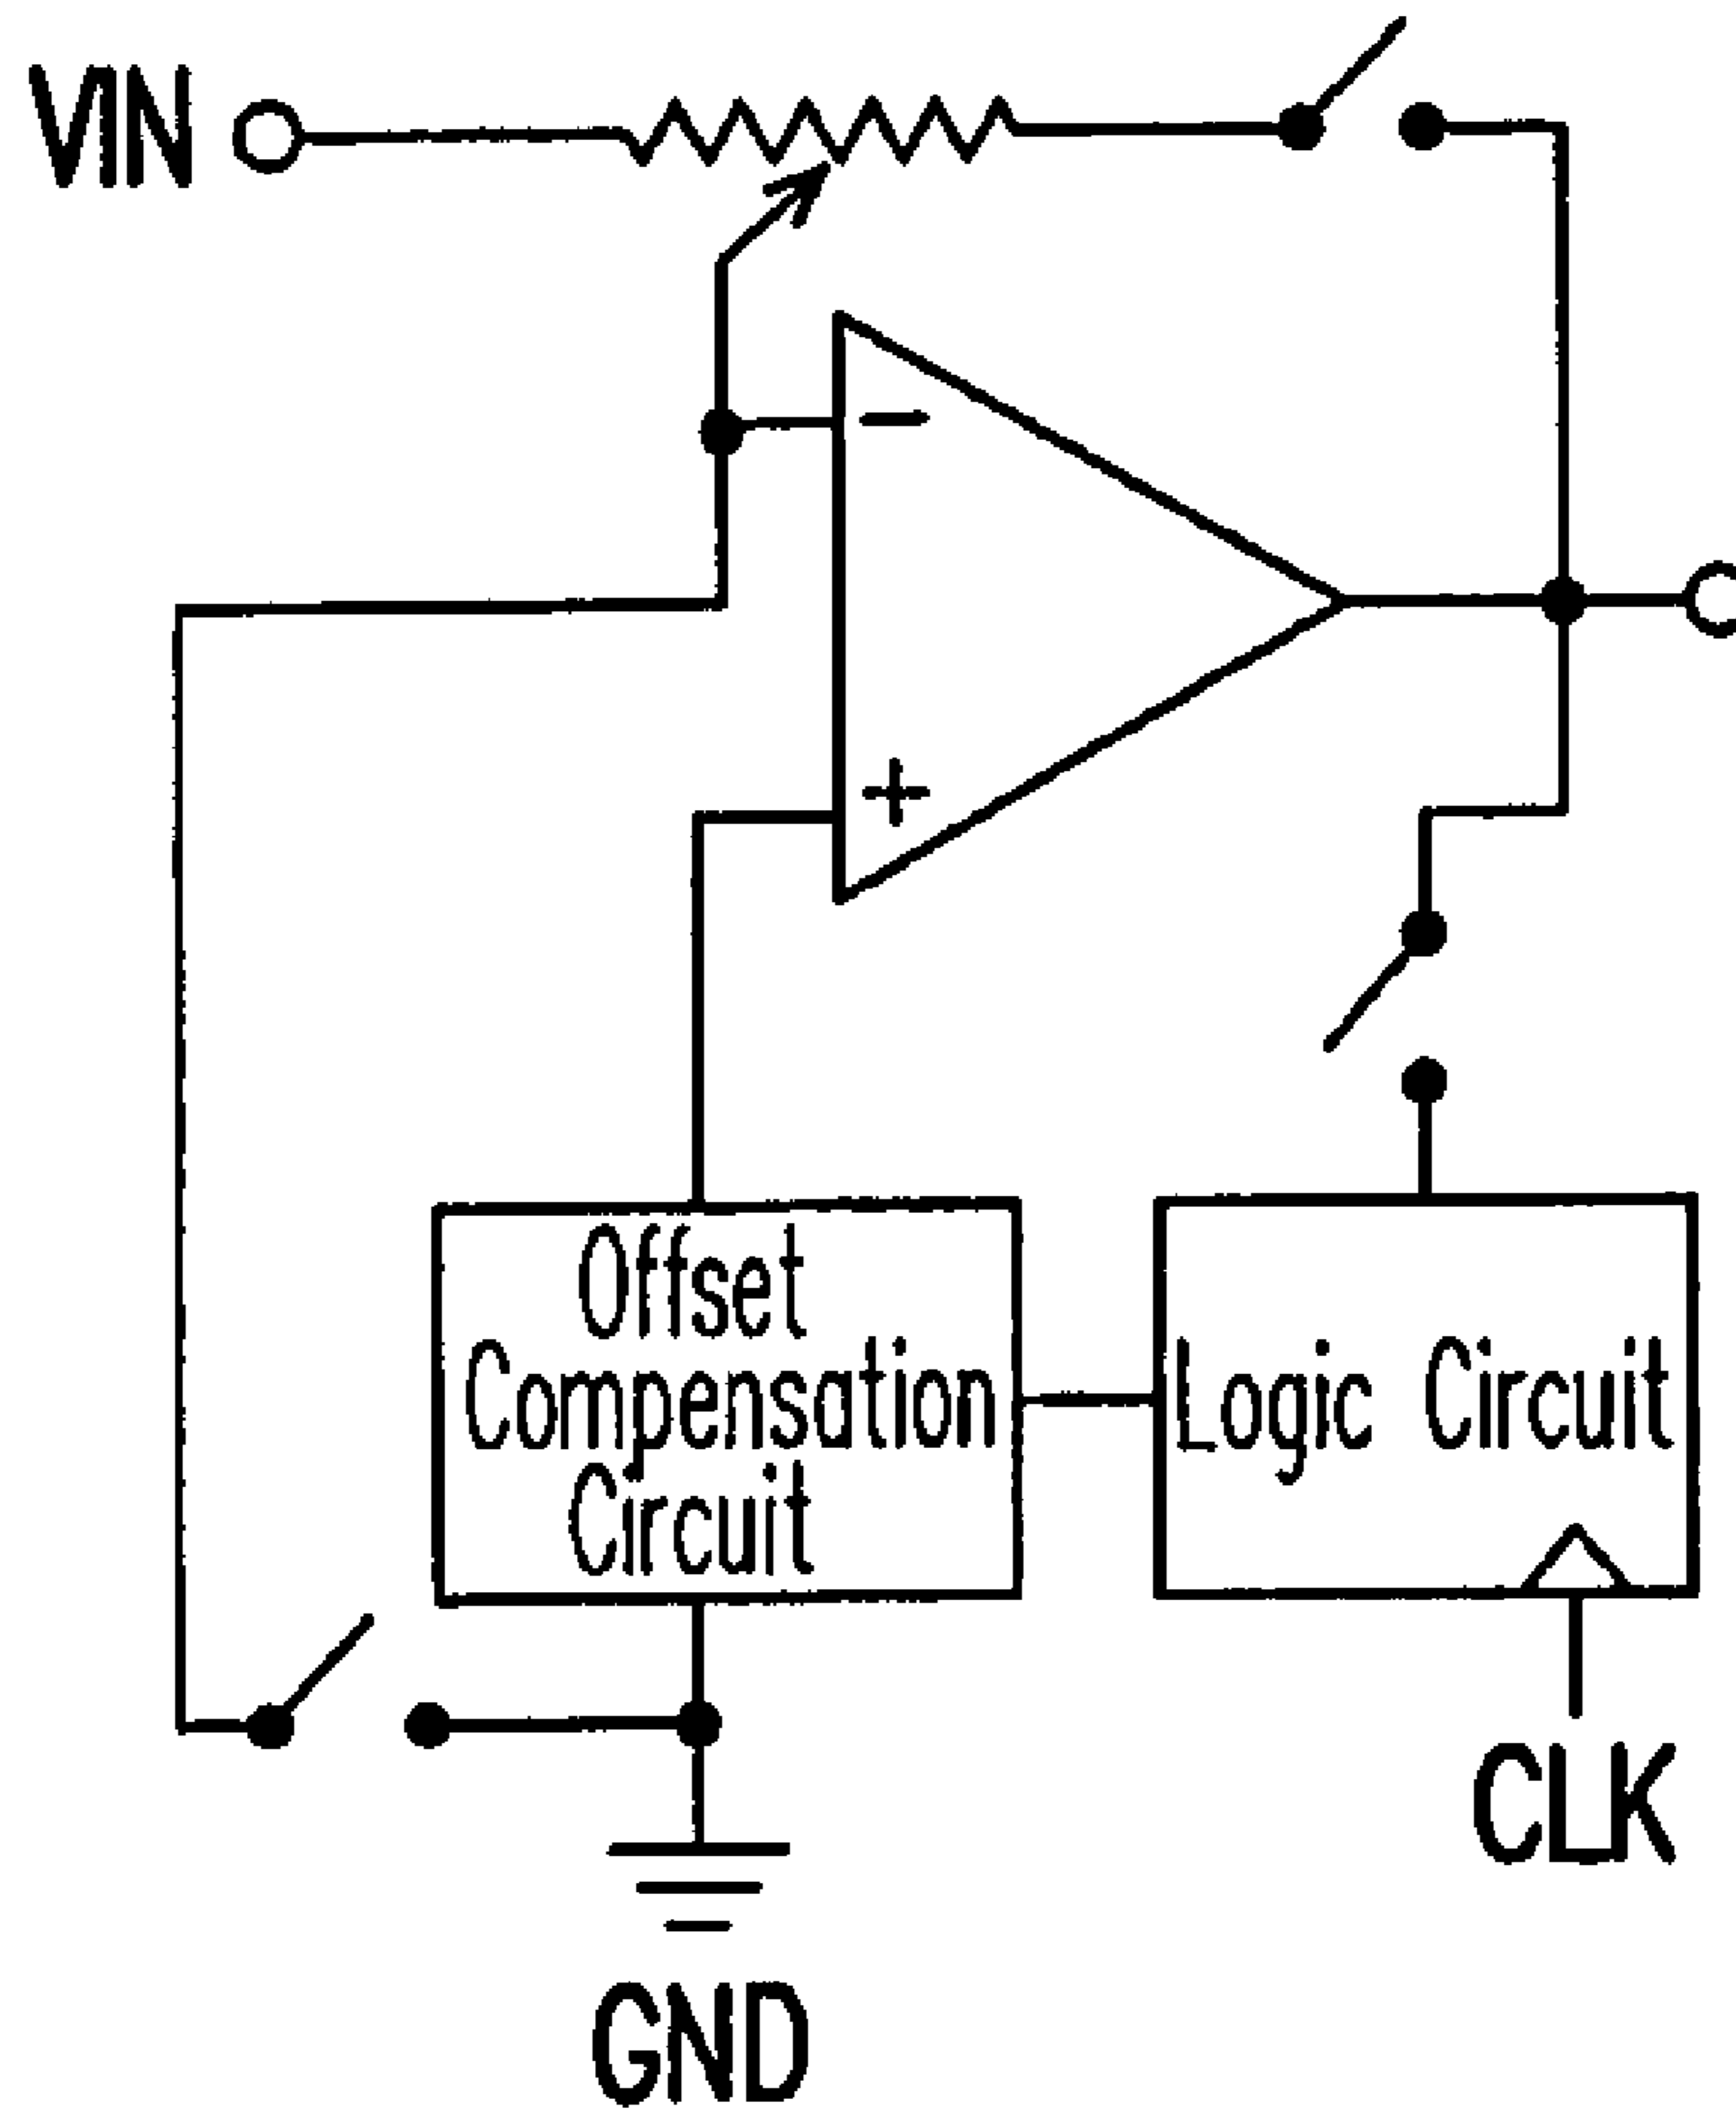 VIN
−
+
Offset
Compensation
Circuit
Logic Circuit
CLK
GND